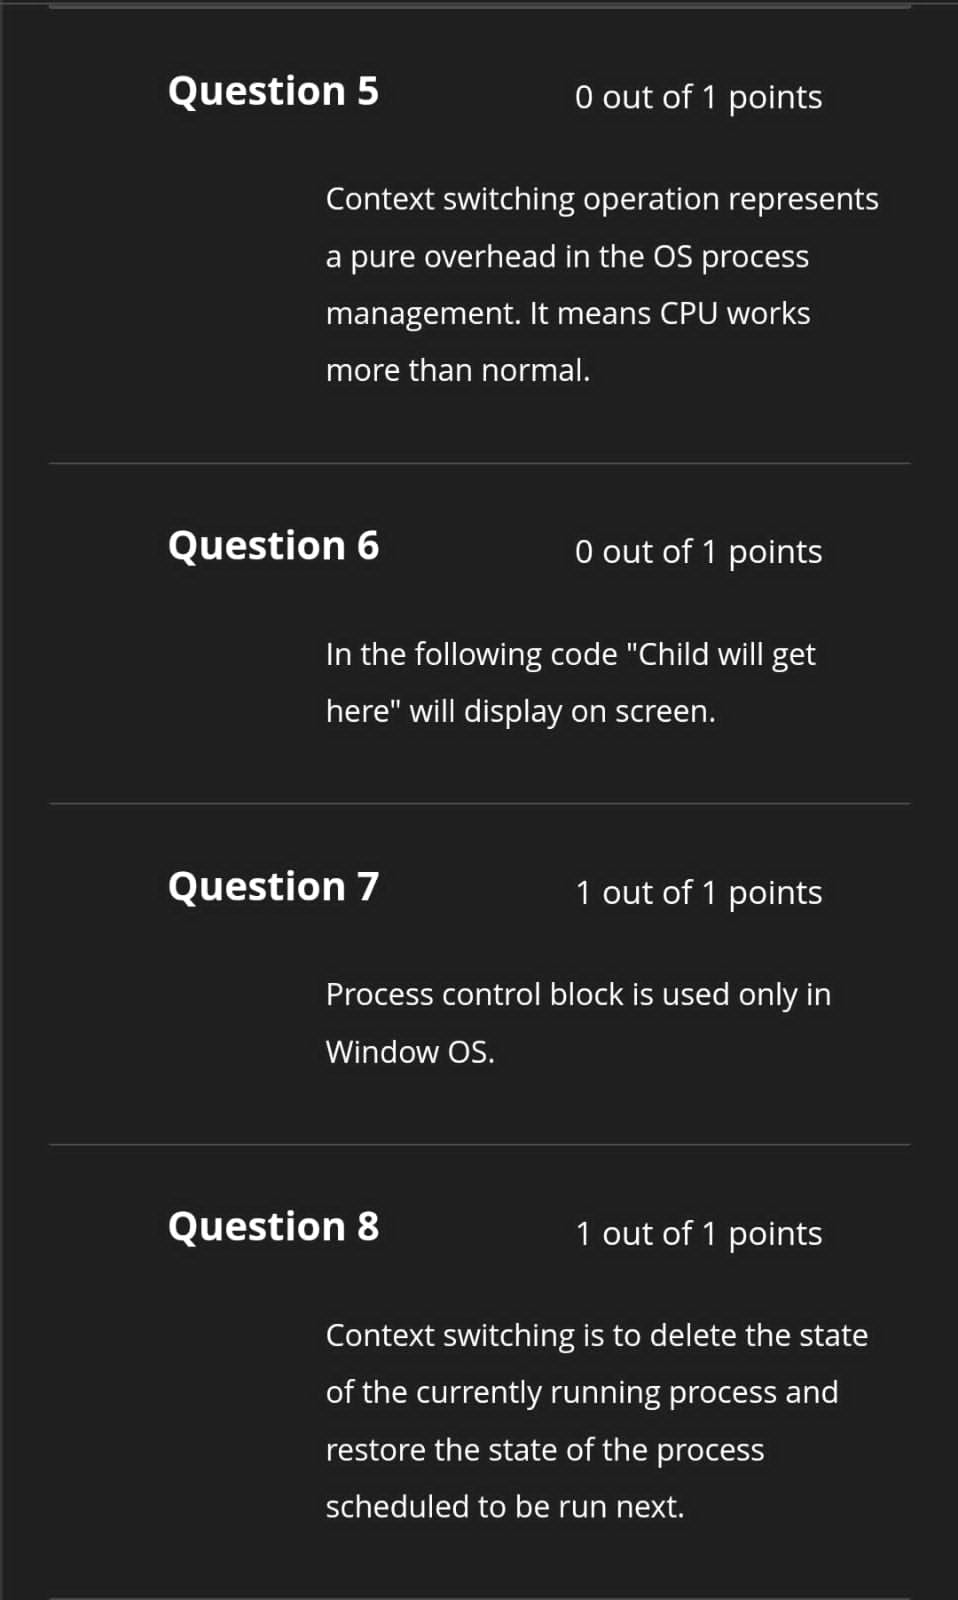 Question 5
0 out of 1 points
Context switching operation represents
a pure overhead in the OS process
management. It means CPU works
more than normal.
Question 6
0 out of 1 points
In the following code "Child will get
here" will display on screen.
Question 7
1 out of 1 points
Process control block is used only in
Window OS.
Question 8
1 out of 1 points
Context switching is to delete the state
of the currently running process and
restore the state of the process
scheduled to be run next.